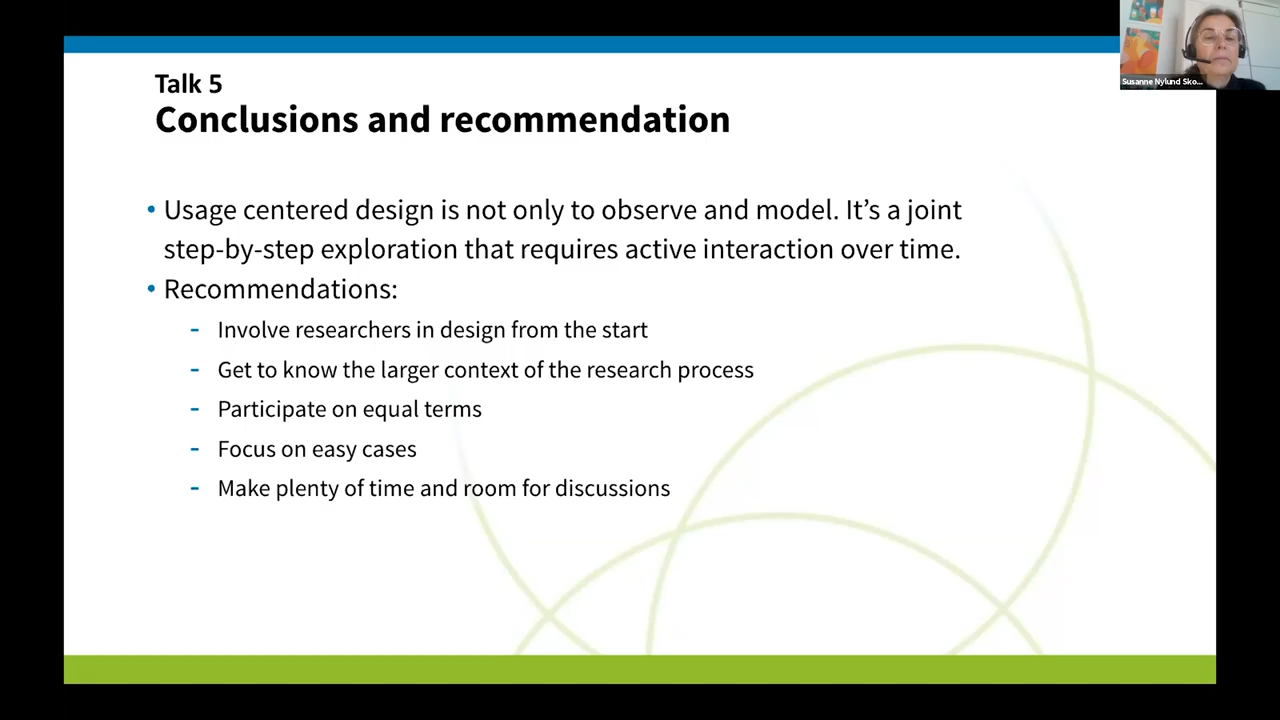 Talk 5
Conclusions and recommendation
• Usage centered design is not only to observe and model. It's a joint
step-by-step exploration that requires active interaction over time.
• Recommendations:
- Involve researchers in design from the start
- Get to know the larger context of the research process
- Participate on equal terms
- Focus on easy cases
- Make plenty of time and room for discussions
Susanne Nylund Sko...